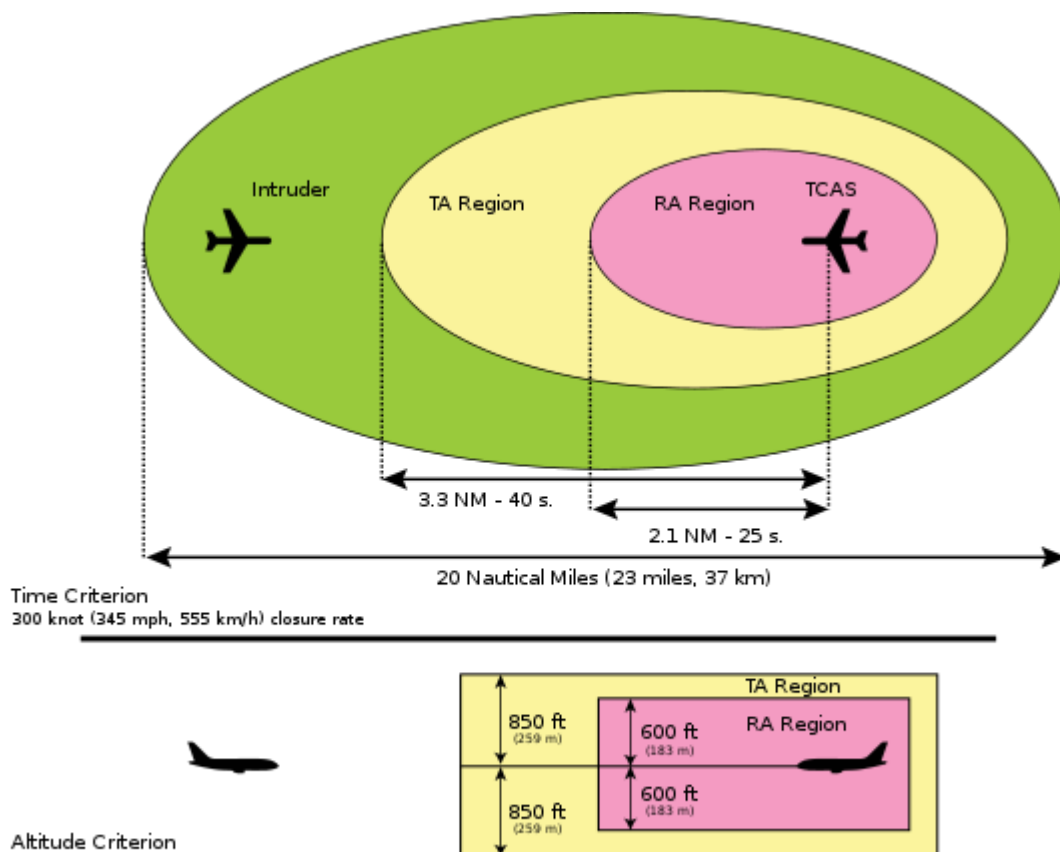 Intruder
TCAS
TA Region
RA Region
3.3 NM - 40 s.
2.1 NM - 25 s.
20 Nautical Miles (23 miles, 37 km)
Time Criterion
300 knot (345 mph, 555 km/h) closure rate
TA Region
850 ft
(259 m)
600 ft
(183 m)
RA Region
600 ft
(183 m)
850 ft
(259 m)
Altitude Criterion